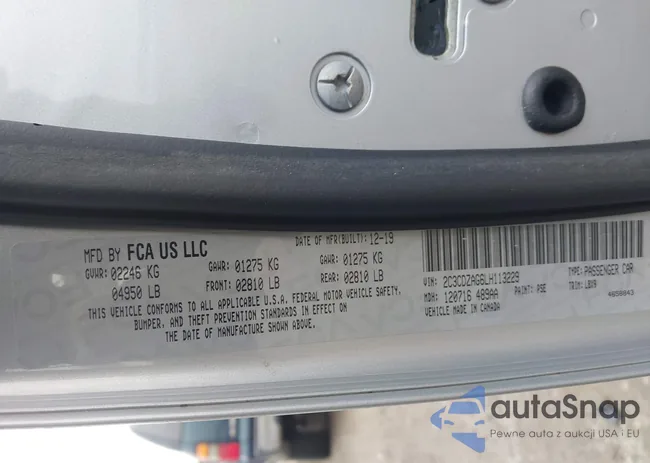 MFD BY FCA US LLC
DATE OF MFR(BUILT): 12-19
GVWR: 02246 KG
GAWR: 01275 KG
GAWR: 01275 KG
04950 LB
FRONT: 02810 LB
REAR: 02810 LB
THIS VEHICLE CONFORMS TO ALL APPLICABLE U.S.A. FEDERAL MOTOR VEHICLE SAFETY,
BUMPER, AND THEFT PREVENTION STANDARDS IN EFFECT ON
THE DATE OF MANUFACTURE SHOWN ABOVE.
VIN: 2C3CDZAG6LH113229
TYPE: PASSENGER CAR
MDH: 120716 489AA
PAINT: PSE
TRIM: LBX9
VEHICLE MADE IN CANADA
4858843
autaSnap
Pewne auta z aukcji USA i EU